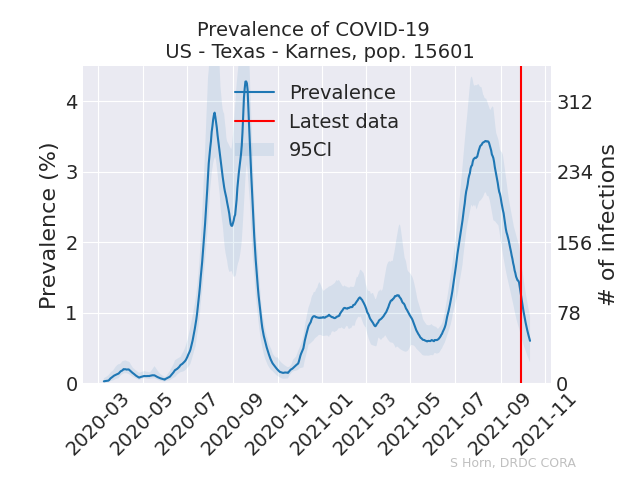 Prevalence of COVID-19
US - Texas - Karnes, pop. 15601
Prevalence
Latest data
95CI
Prevalence (%)
4
3
2
1
0
# of infections
312
234
156
78
0
2020-03
2020-05
2020-07
2020-09
2020-11
2021-01
2021-03
2021-05
2021-07
2021-09
2021-11
S Horn, DRDC CORA